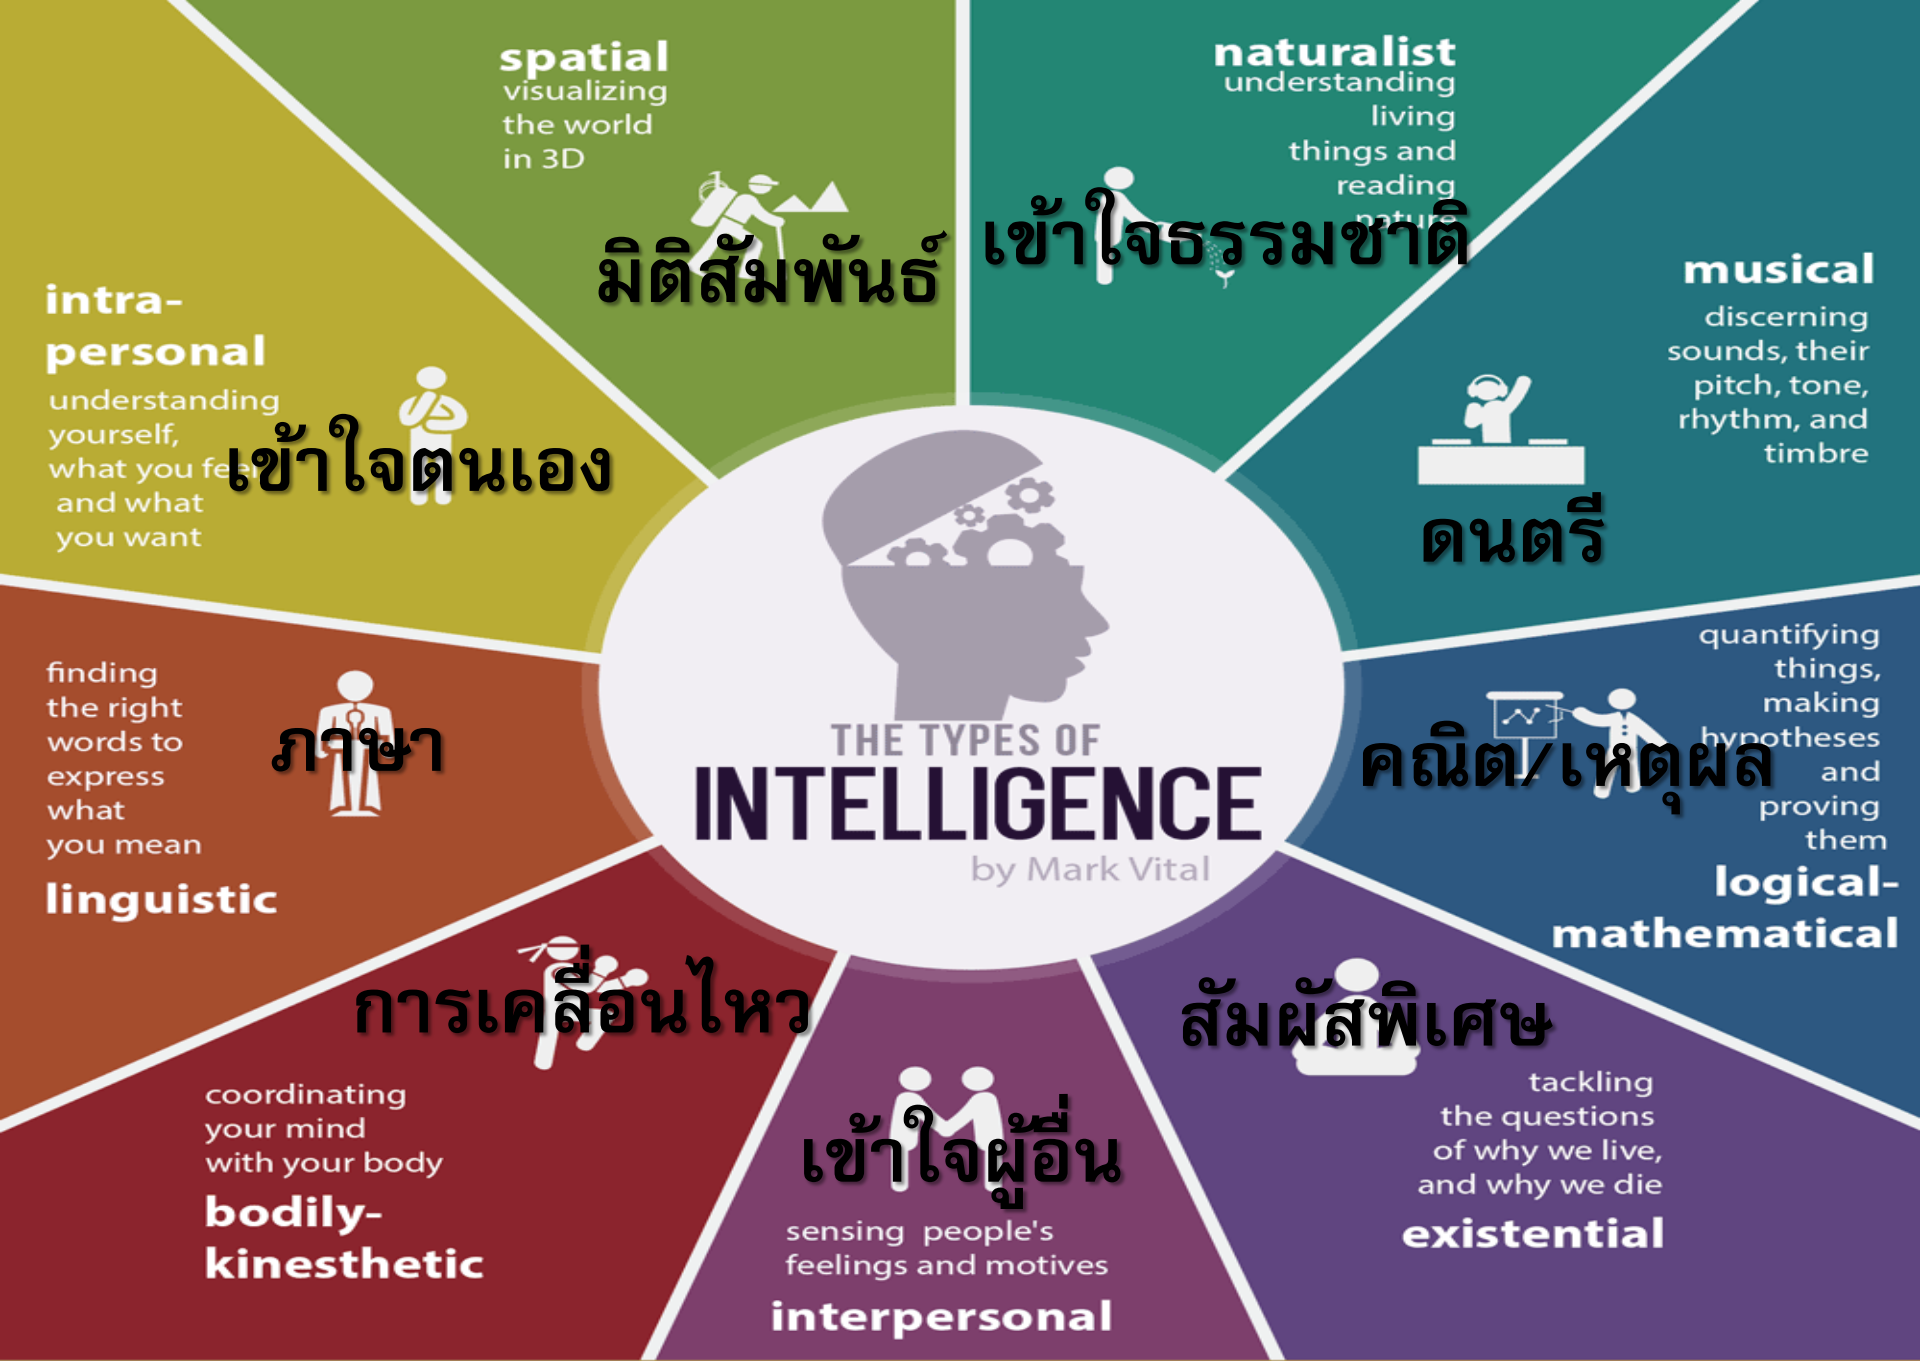 spatial
visualizing
the world
in 3D
มิติสัมพันธ์
naturalist
understanding
living
things and
reading
nature
เข้าใจธรรมชาติ
musical
discerning
sounds, their
pitch, tone,
rhythm, and
timbre
ดนตรี
quantifying
things,
making
hypotheses
and
proving
them
logical-
mathematical
คณิต/เหตุผล
สัมผัสพิเศษ
tackling
the questions
of why we live,
and why we die
existential
เข้าใจผู้อื่น
sensing people's
feelings and motives
interpersonal
การเคลื่อนไหว
coordinating
your mind
with your body
bodily-
kinesthetic
finding
the right
words to
express
what
you mean
linguistic
ภาษา
intra-
personal
understanding
yourself,
what you feel
and what
you want
เข้าใจตนเอง
THE TYPES OF
INTELLIGENCE
by Mark Vital